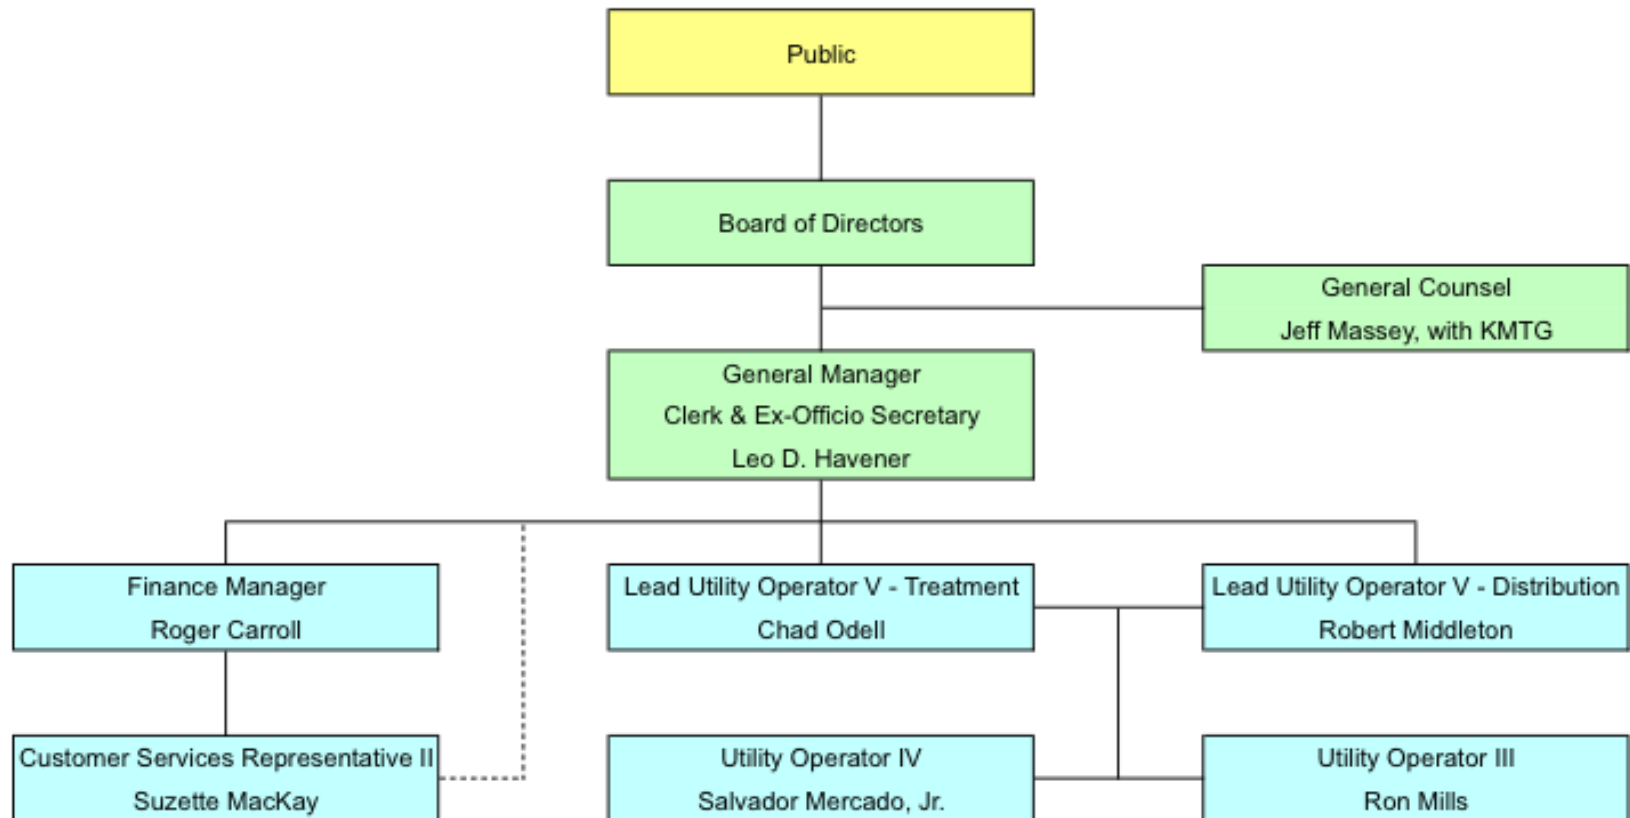 Public
Board of Directors
General Counsel
Jeff Massey, with KMTG
General Manager
Clerk & Ex-Officio Secretary
Leo D. Havener
Finance Manager
Roger Carroll
Lead Utility Operator V - Treatment
Chad Odell
Lead Utility Operator V - Distribution
Robert Middleton
Customer Services Representative II
Suzette MacKay
Utility Operator IV
Salvador Mercado, Jr.
Utility Operator III
Ron Mills